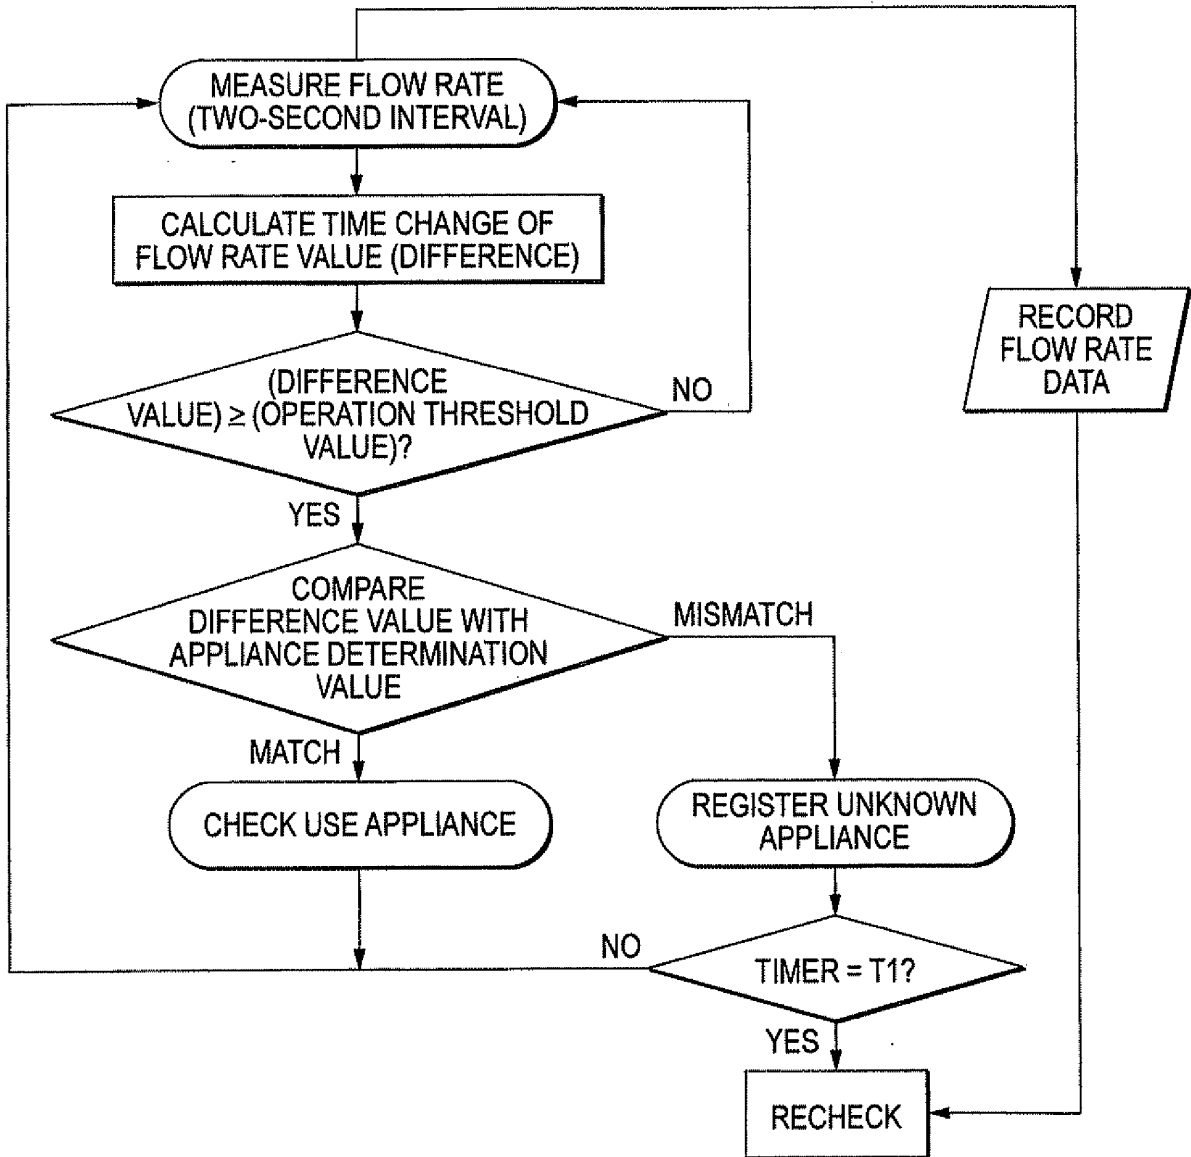 MEASURE FLOW RATE
(TWO-SECOND INTERVAL)
CALCULATE TIME CHANGE OF
FLOW RATE VALUE (DIFFERENCE)
RECORD
FLOW RATE
DATA
(DIFFERENCE
VALUE) ≥ (OPERATION THRESHOLD
VALUE)?
NO
YES
COMPARE
DIFFERENCE VALUE WITH
APPLIANCE DETERMINATION
VALUE
MISMATCH
MATCH
CHECK USE APPLIANCE
REGISTER UNKNOWN
APPLIANCE
NO
TIMER = T1?
YES
RECHECK